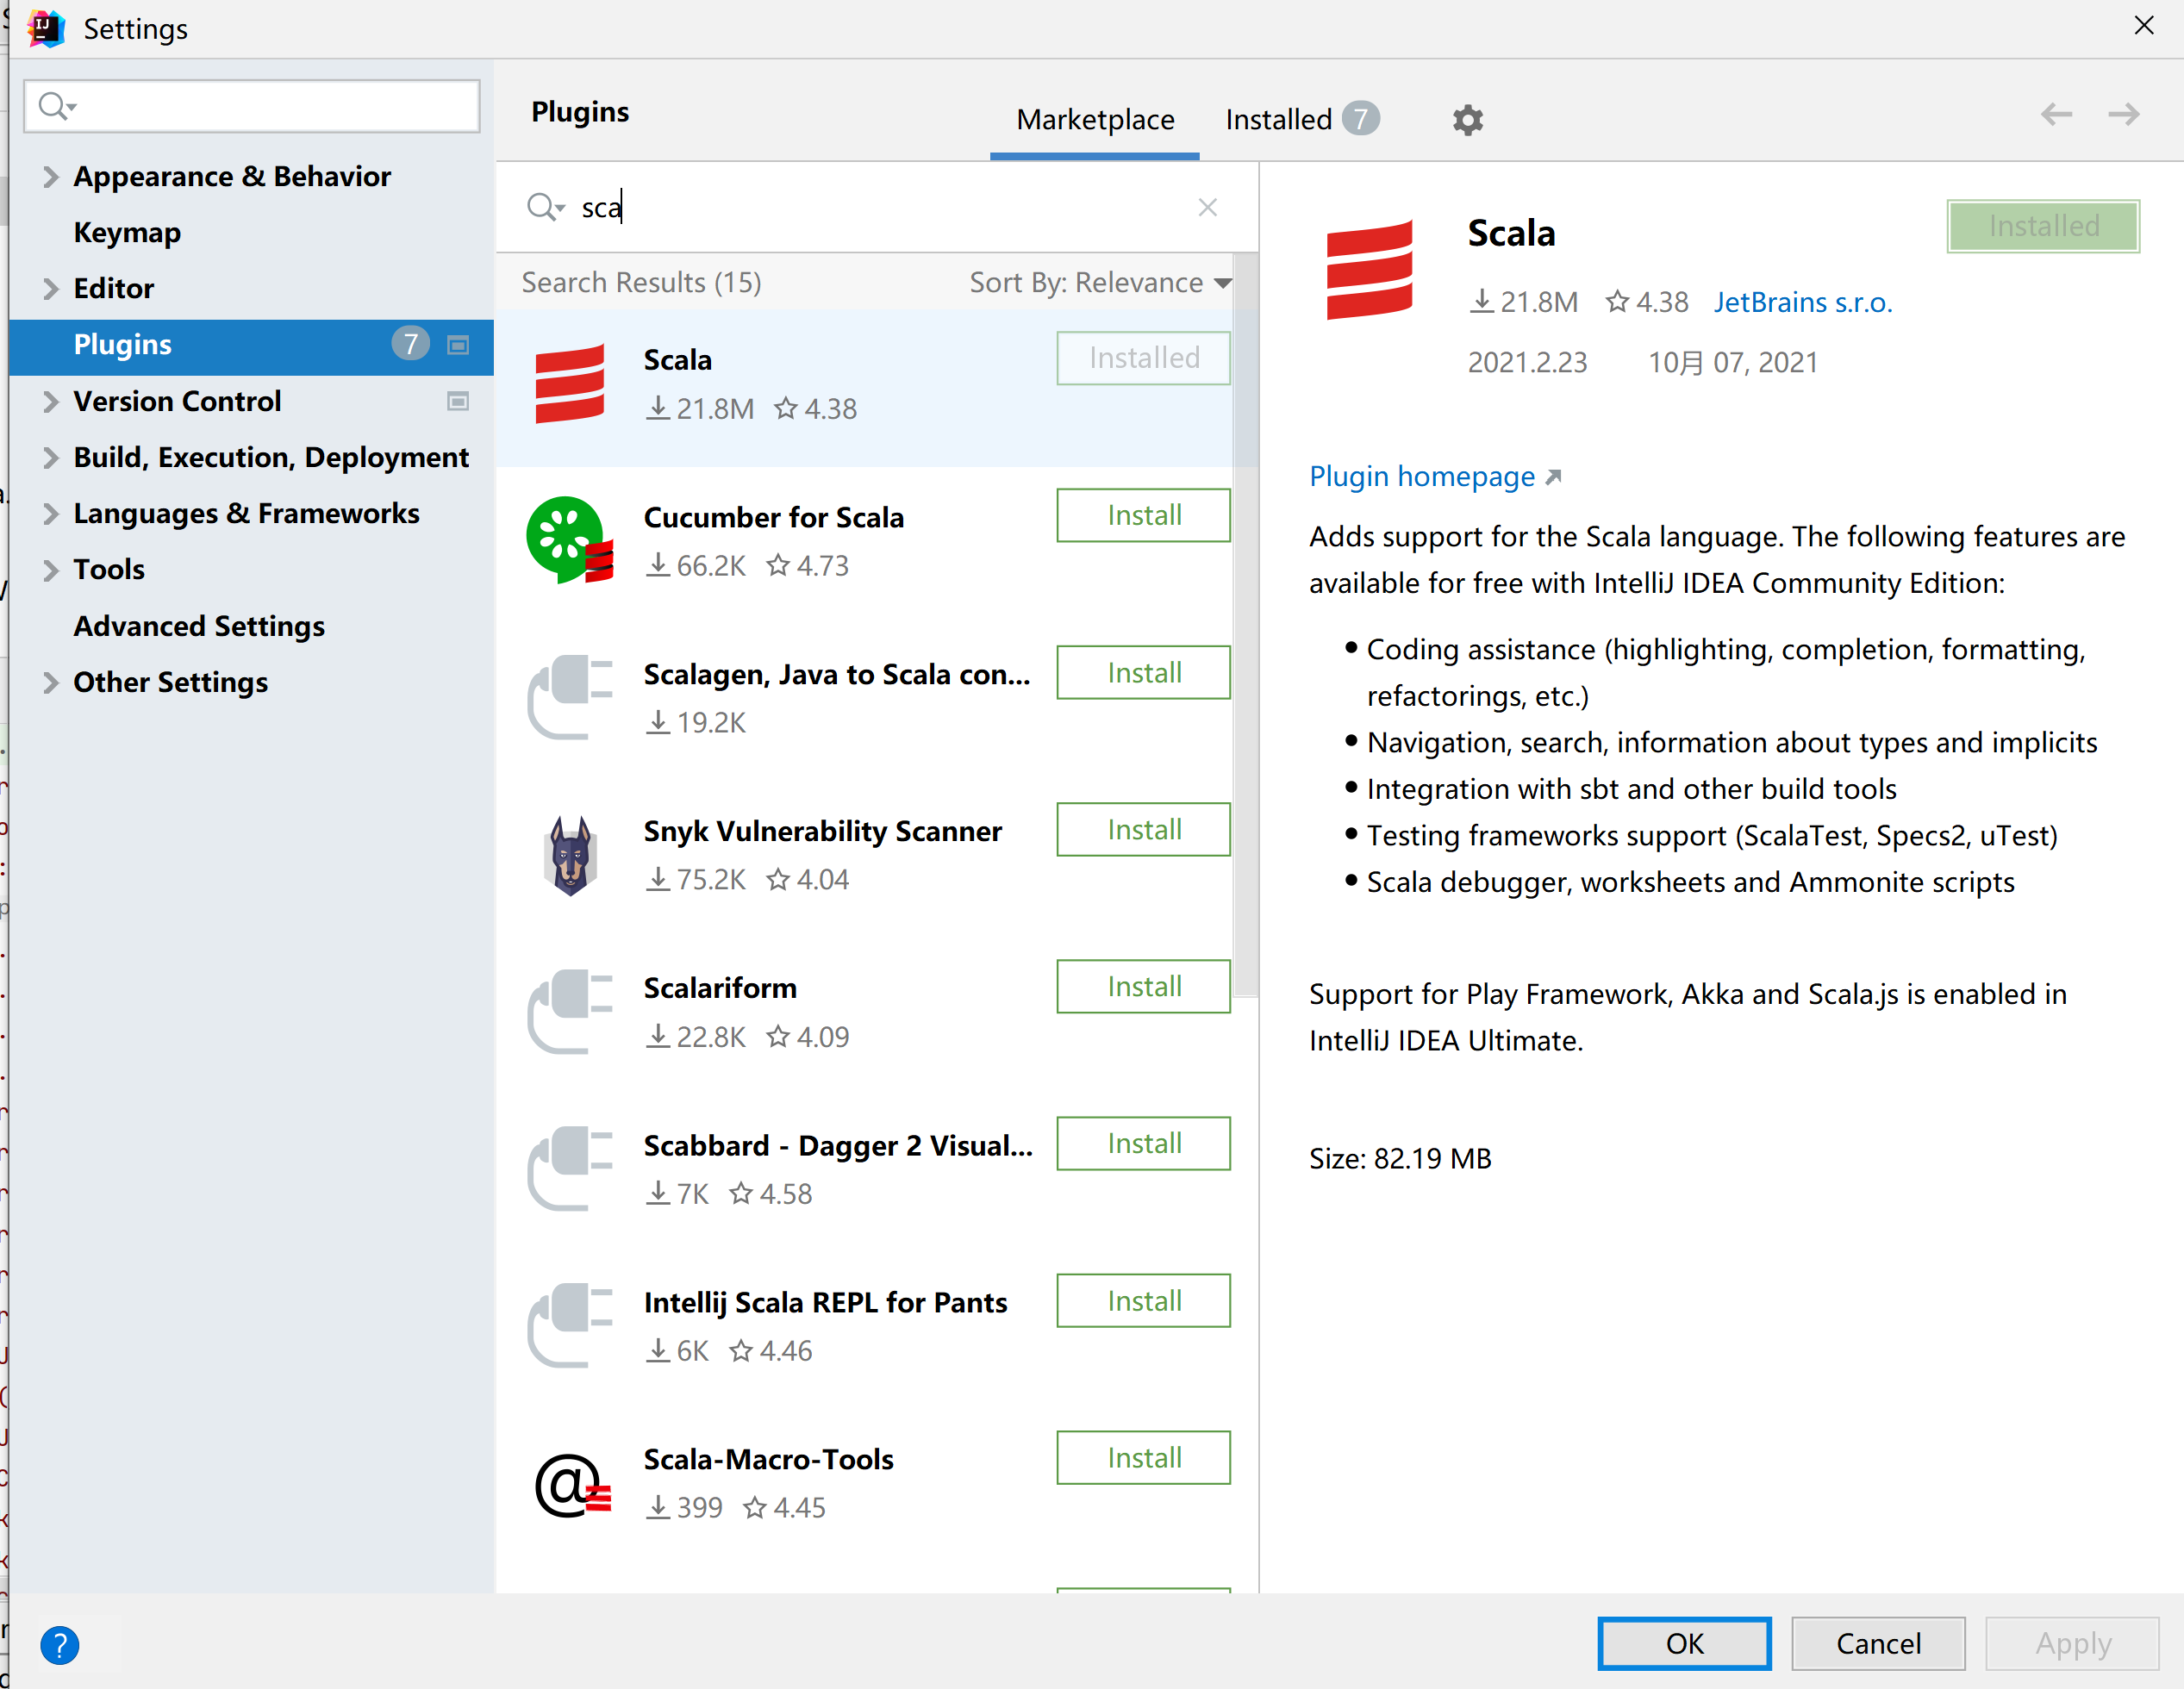 Settings
Appearance & Behavior
Keymap
Editor
Plugins 7
Version Control
Build, Execution, Deployment
Languages & Frameworks
Tools
Advanced Settings
Other Settings
Plugins
Marketplace Installed 7
sca
Search Results (15) Sort By: Relevance
Scala Installed
21.8M 4.38
Cucumber for Scala Install
66.2K 4.73
Scalagen, Java to Scala con... Install
19.2K
Snyk Vulnerability Scanner Install
75.2K 4.04
Scalariform Install
22.8K 4.09
Scabbard - Dagger 2 Visual... Install
7K 4.58
Intellij Scala REPL for Pants Install
6K 4.46
Scala-Macro-Tools Install
399 4.45
Scala Installed
21.8M 4.38 JetBrains s.r.o.
2021.2.23 10月 07, 2021
Plugin homepage
Adds support for the Scala language. The following features are
available for free with IntelliJ IDEA Community Edition:
Coding assistance (highlighting, completion, formatting,
refactorings, etc.)
Navigation, search, information about types and implicits
Integration with sbt and other build tools
Testing frameworks support (ScalaTest, Specs2, uTest)
Scala debugger, worksheets and Ammonite scripts
Support for Play Framework, Akka and Scala.js is enabled in
IntelliJ IDEA Ultimate.
Size: 82.19 MB
? OK Cancel Apply